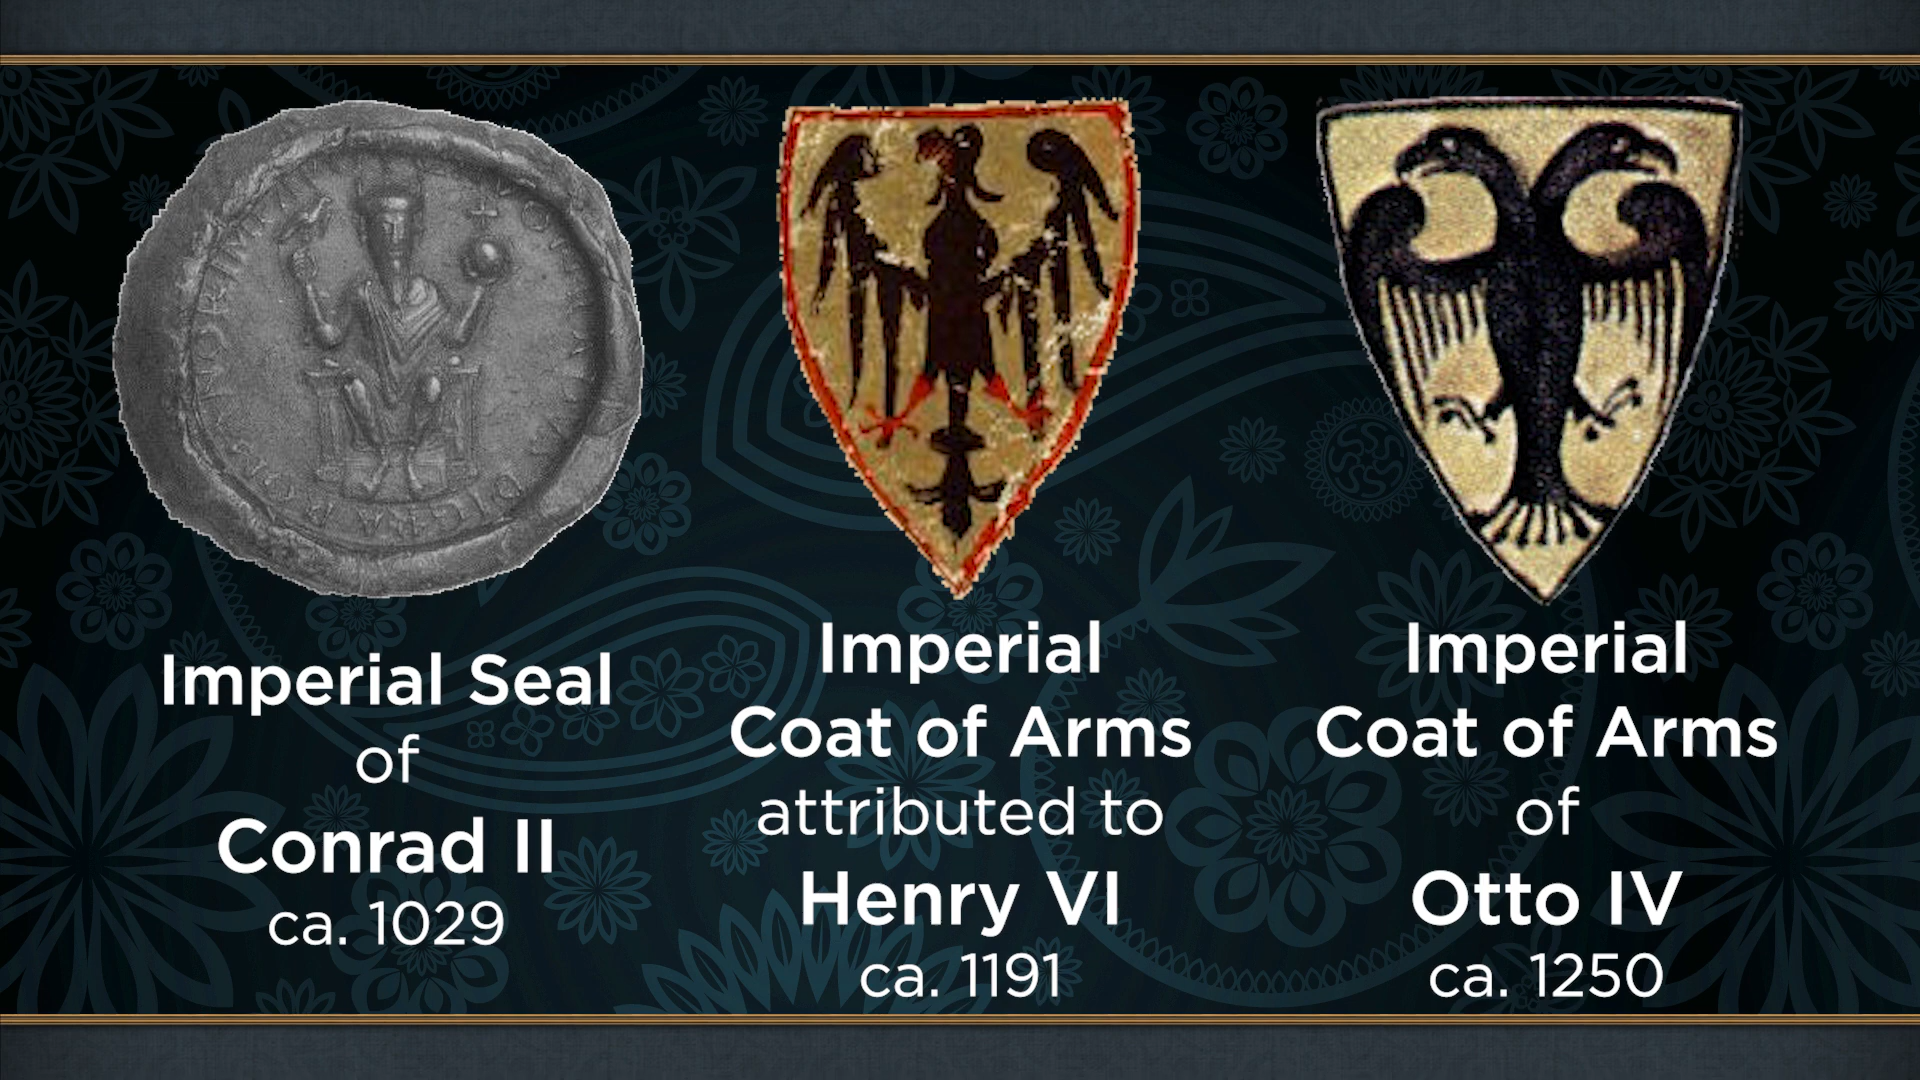 Imperial Seal
of
Conrad II
ca. 1029
Imperial
Coat of Arms
attributed to
Henry VI
ca. 1191
Imperial
Coat of Arms
of
Otto IV
ca. 1250